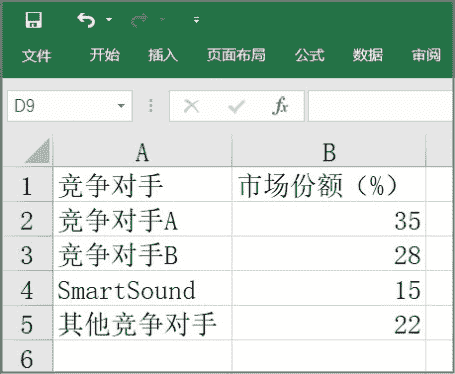 文件 开始 插入 页面布局 公式 数据 审阅
D9 fx
A B
1 竞争对手 市场份额（%）
2 竞争对手A 35
3 竞争对手B 28
4 SmartSound 15
5 其他竞争对手 22
6